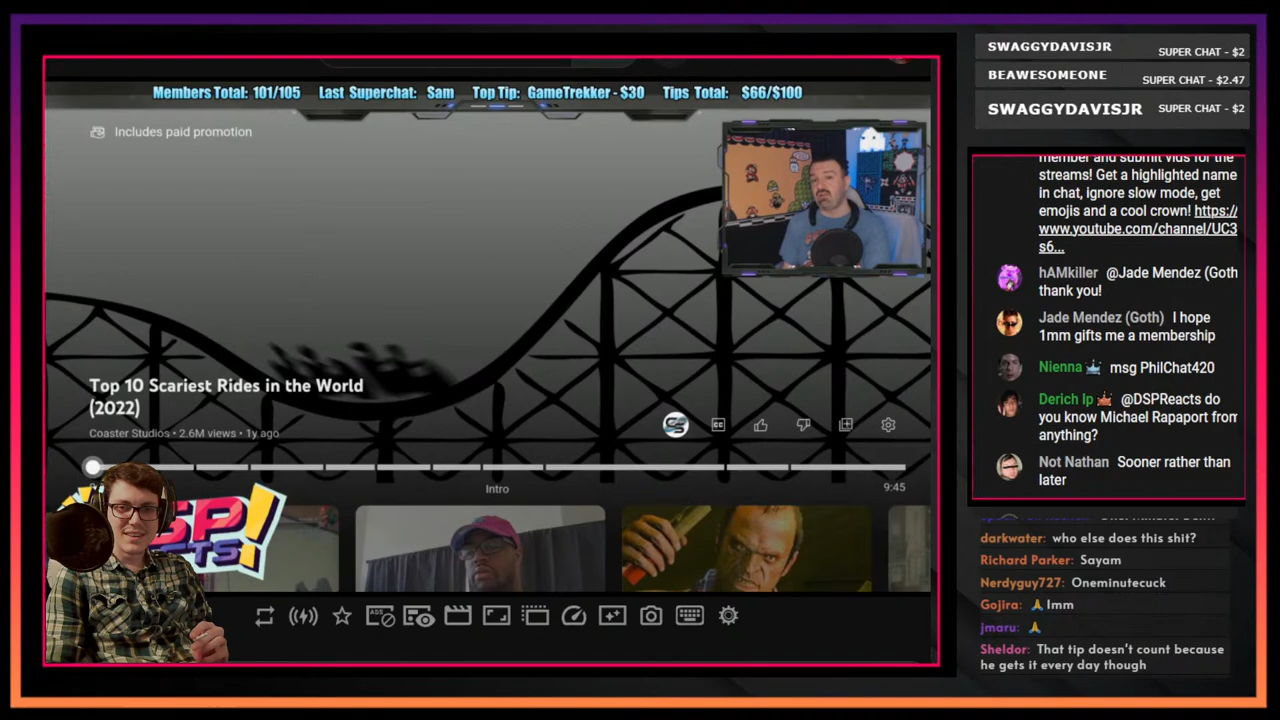 Members Total: 101/105 Last Superchat: Sam Top Tip: GameTrekker - $30 Tips Total: $66/$100
Includes paid promotion
Top 10 Scariest Rides in the World
(2022)
Coaster Studios • 2.6M views • 1y ago
CC
Intro
9:45
SP!
ADS
SWAGGYDAVISJR SUPER CHAT - $2
BEAWESOMEONE SUPER CHAT - $2.47
SWAGGYDAVISJR SUPER CHAT - $2
member and submit vids for the
streams! Get a highlighted name
in chat, ignore slow mode, get
emojis and a cool crown! https://
www.youtube.com/channel/UC3
s6...
hAMkiller @Jade Mendez (Goth
thank you!
Jade Mendez (Goth) I hope
1mm gifts me a membership
Nienna msg PhilChat420
Derich Ip @DSPReacts do
you know Michael Rapaport from
anything?
Not Nathan Sooner rather than
later
darkwater: who else does this shit?
Richard Parker: Sayam
Nerdyguy727: Oneminutecuck
Gojira: 🙏 Imm
jmaru: 🙏
Sheldor: That tip doesn't count because
he gets it every day though